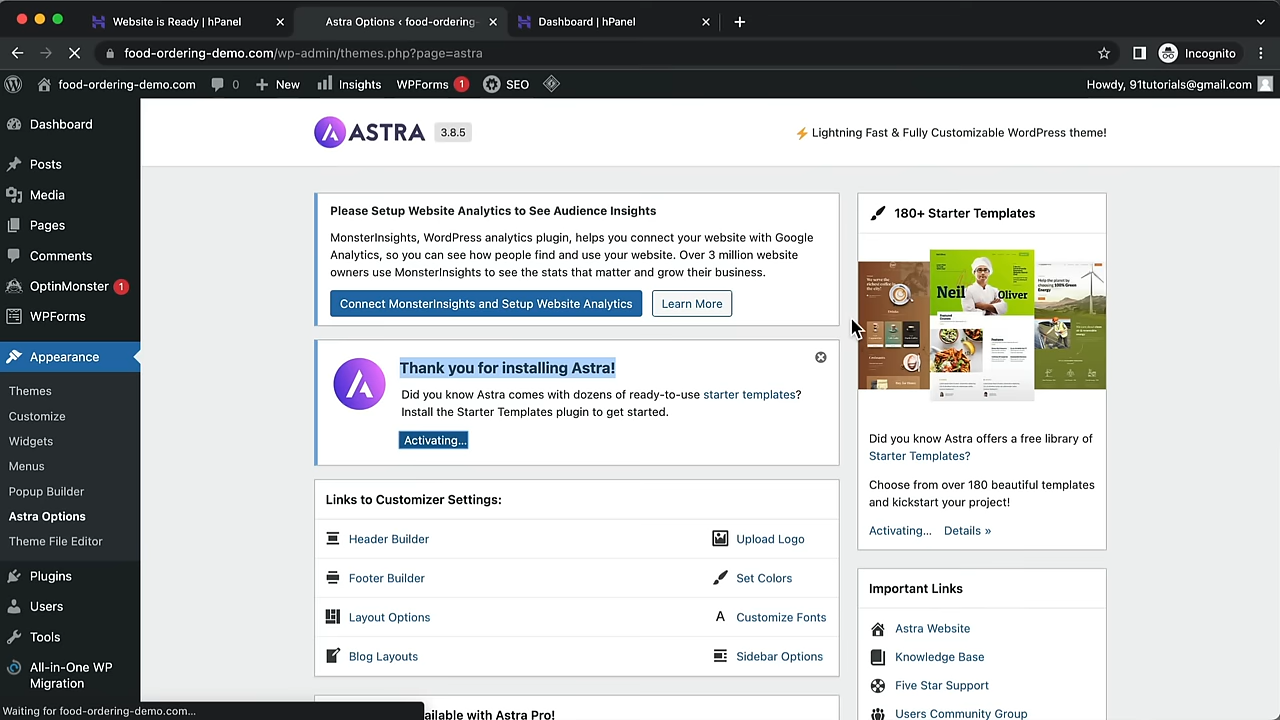 Website is Ready | hPanel
Astra Options ‹ food-ordering-
Dashboard | hPanel
food-ordering-demo.com/wp-admin/themes.php?page=astra
Incognito
food-ordering-demo.com
0
New
Insights
WPForms 1
SEO
Howdy, 91tutorials@gmail.com
Dashboard
Posts
Media
Pages
Comments
OptinMonster 1
WPForms
Appearance
Themes
Customize
Widgets
Menus
Popup Builder
Astra Options
Theme File Editor
Plugins
Users
Tools
All-in-One WP
Migration
Waiting for food-ordering-demo.com...
ASTRA 3.8.5
Lightning Fast & Fully Customizable WordPress theme!
Please Setup Website Analytics to See Audience Insights
MonsterInsights, WordPress analytics plugin, helps you connect your website with Google
Analytics, so you can see how people find and use your website. Over 3 million website
owners use MonsterInsights to see the stats that matter and grow their business.
Connect MonsterInsights and Setup Website Analytics
Learn More
Thank you for installing Astra!
Did you know Astra comes with dozens of ready-to-use starter templates?
Install the Starter Templates plugin to get started.
Activating...
Links to Customizer Settings:
Header Builder
Upload Logo
Footer Builder
Set Colors
Layout Options
Customize Fonts
Blog Layouts
Sidebar Options
ailable with Astra Pro!
180+ Starter Templates
Neil
Oliver
Did you know Astra offers a free library of
Starter Templates?
Choose from over 180 beautiful templates
and kickstart your project!
Activating...
Details »
Important Links
Astra Website
Knowledge Base
Five Star Support
Users Community Group